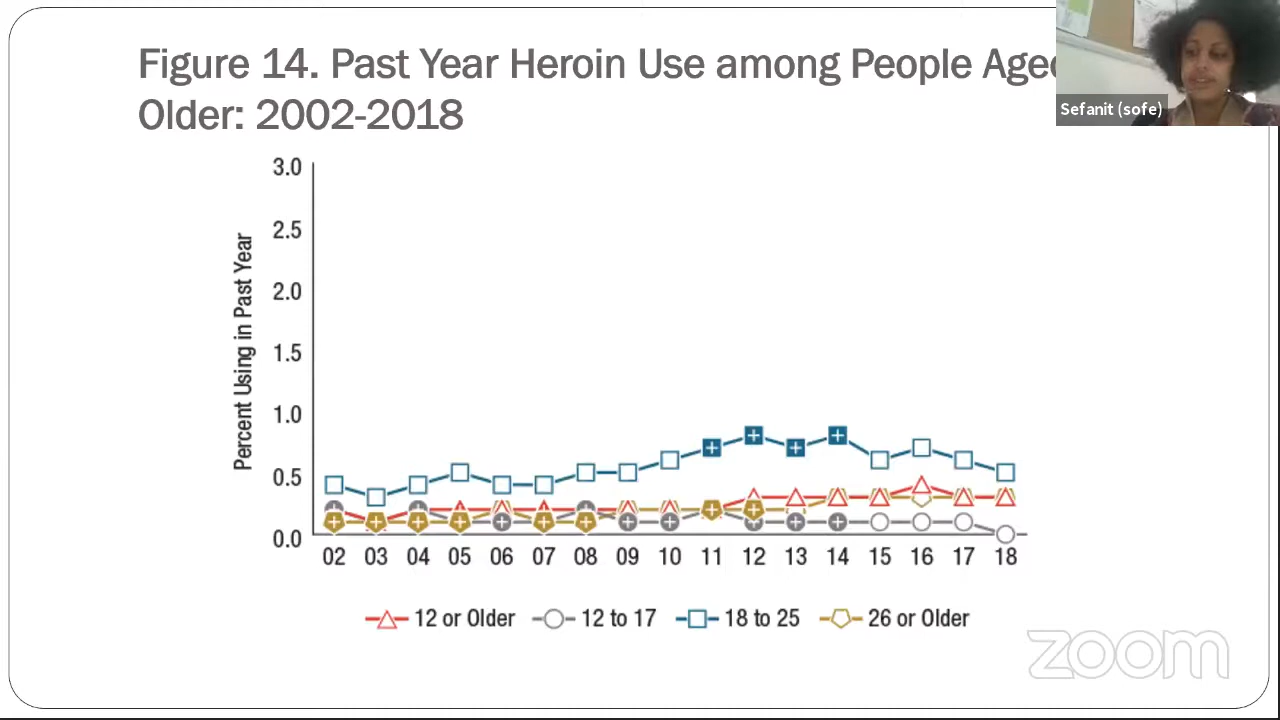 Figure 14. Past Year Heroin Use among People Aged
Older: 2002-2018
Sefanit (sofe)
3.0
2.5
2.0
1.5
1.0
0.5
0.0
Percent Using in Past Year
02 03 04 05 06 07 08 09 10 11 12 13 14 15 16 17 18
12 or Older 12 to 17 18 to 25 26 or Older
zoom